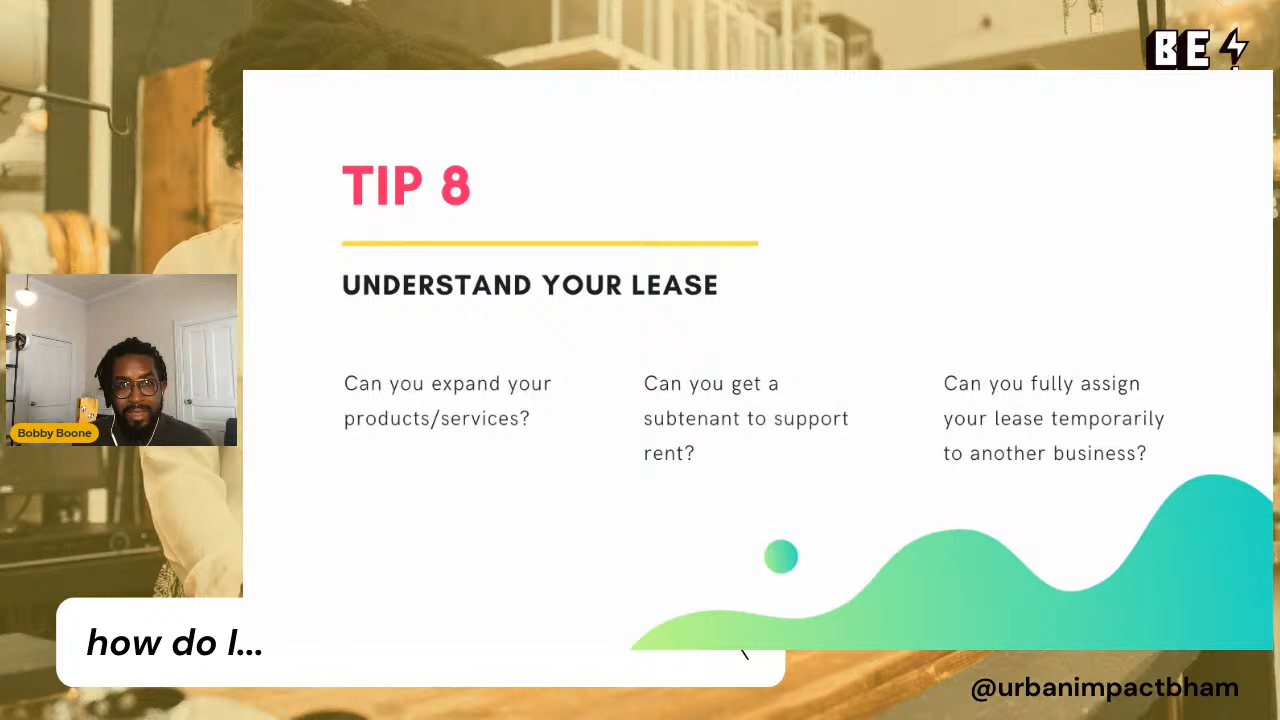 BE
TIP 8
UNDERSTAND YOUR LEASE
Can you expand your
products/services?
Can you get a
subtenant to support
rent?
Can you fully assign
your lease temporarily
to another business?
Bobby Boone
how do I...
@urbanimpactbham